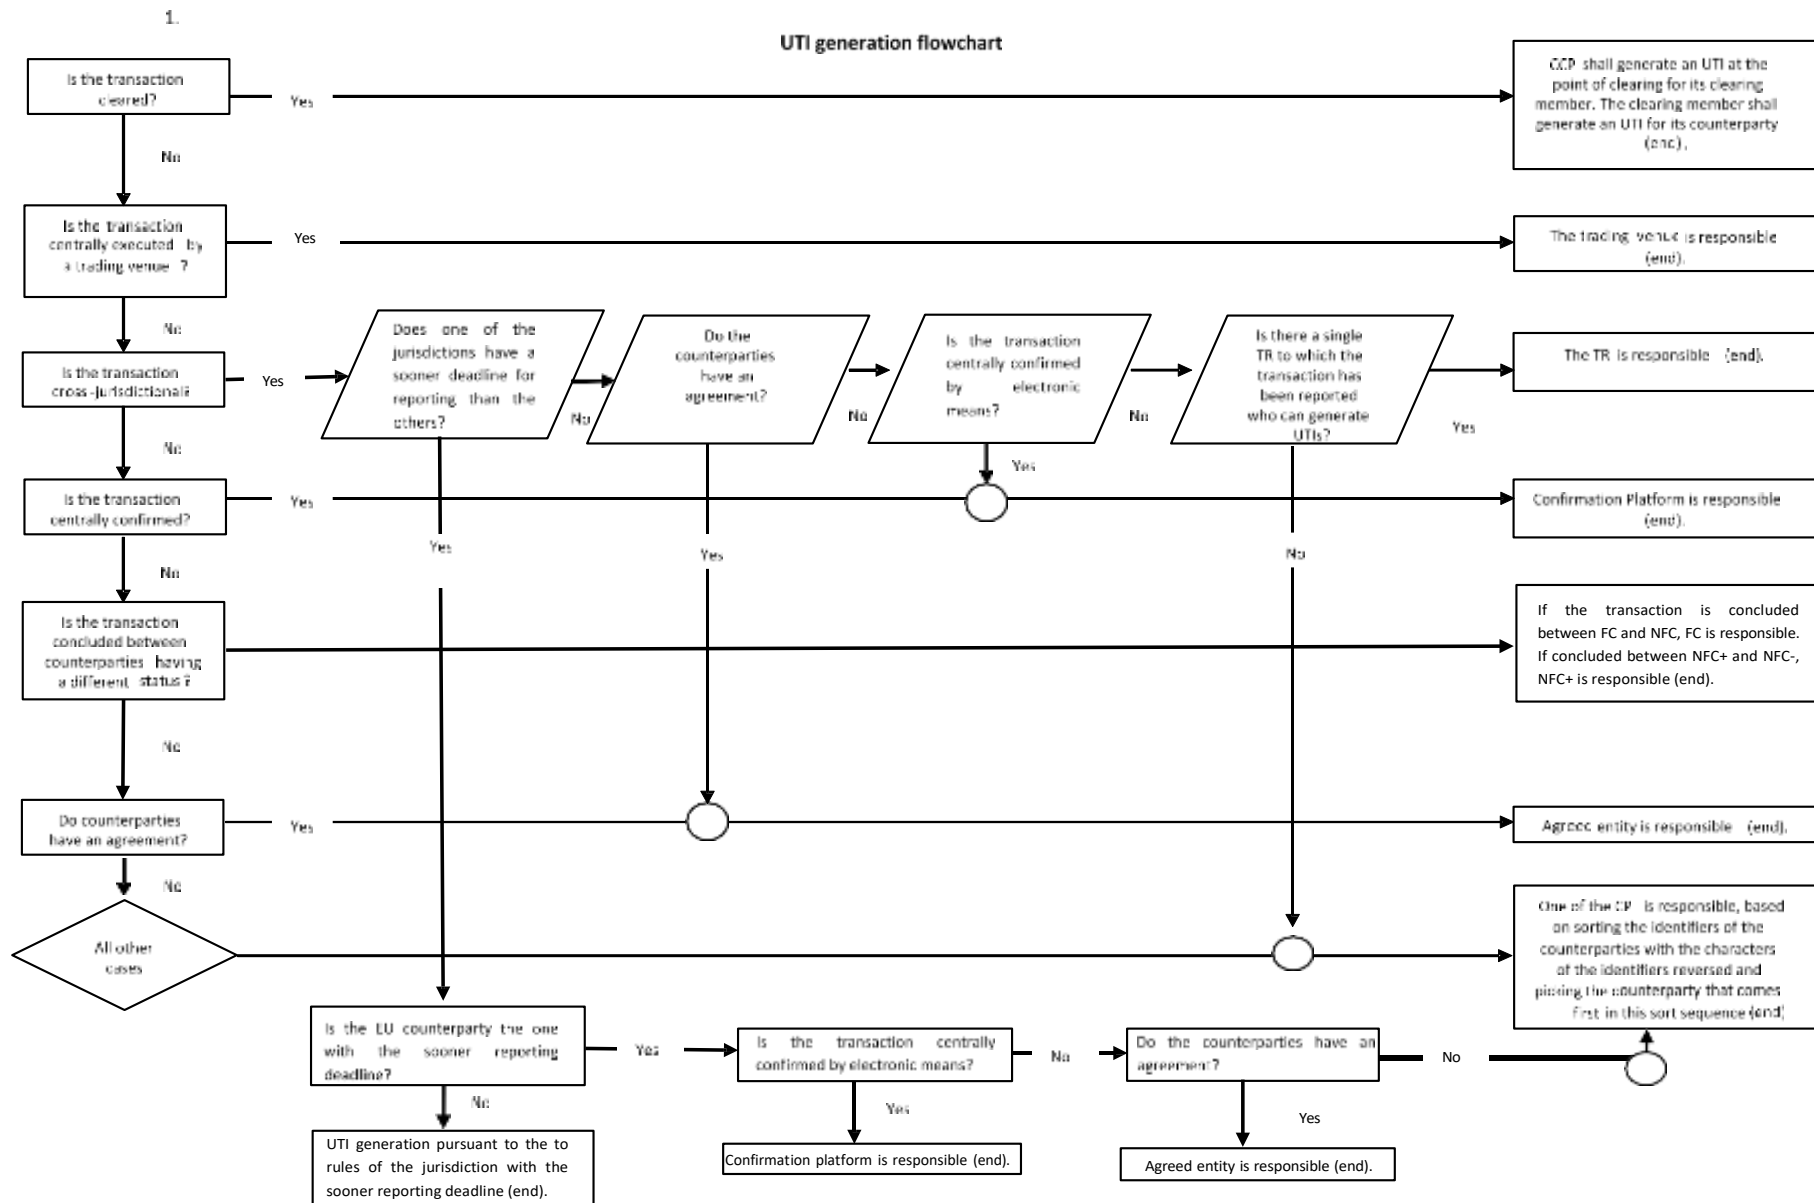 1.
UTI generation flowchart
Is the transaction
cleared?
Yes
CCP shall generate an UTI at the
point of clearing for its clearing
member. The clearing member shall
generate an UTI for its counterparty
(end).
No
Is the transaction
centrally executed by
a trading venue ?
Yes
The trading venue is responsible
(end).
No
Is the transaction
cross-jurisdictional?
Yes
Does one of the
jurisdictions have a
sooner deadline for
reporting than the
others?
No
Do the
counterparties
have an
agreement?
No
Is the transaction
centrally confirmed
by electronic
means?
No
Is there a single
TR to which the
transaction has
been reported
who can generate
UTIs?
Yes
The TR is responsible (end).
No
Yes
Is the transaction
centrally confirmed?
Yes
Confirmation Platform is responsible
(end).
Yes
Yes
No
No
Is the transaction
concluded between
counterparties having
a different status ?
If the transaction is concluded
between FC and NFC, FC is responsible.
If concluded between NFC+ and NFC-,
NFC+ is responsible (end).
No
Do counterparties
have an agreement?
Yes
Agreed entity is responsible (end).
No
All other
cases
One of the CP is responsible, based
on sorting the identifiers of the
counterparties with the characters
of the identifiers reversed and
picking the counterparty that comes
first in this sort sequence (end)
Is the EU counterparty the one
with the sooner reporting
deadline?
Yes
Is the transaction centrally
confirmed by electronic means?
No
Do the counterparties have an
agreement?
No
No
Yes
Yes
UTI generation pursuant to the to
rules of the jurisdiction with the
sooner reporting deadline (end).
Confirmation platform is responsible (end).
Agreed entity is responsible (end).